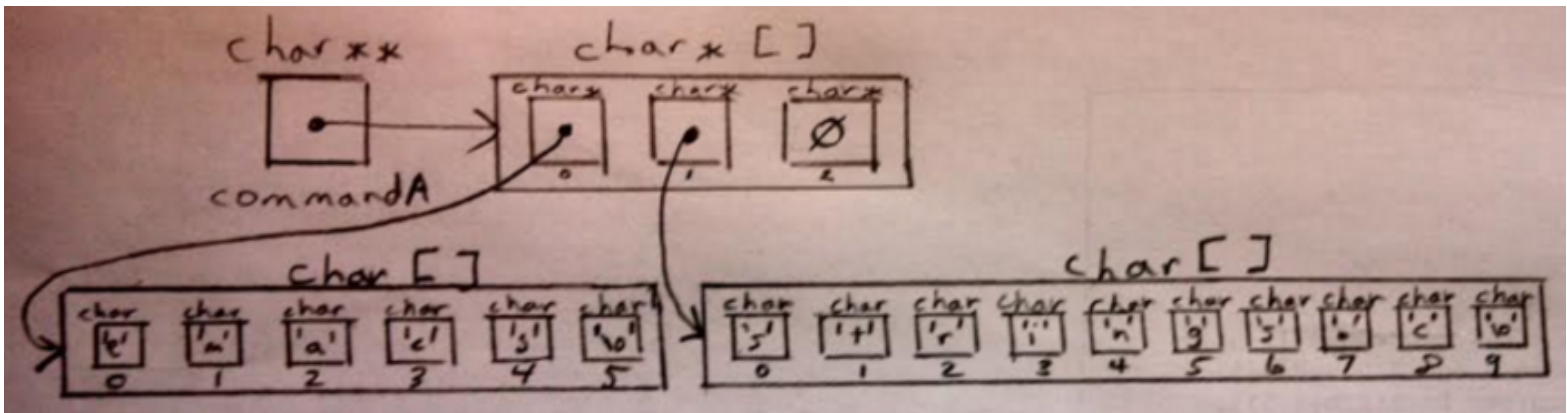 char ** char * [ ]
char* char* char*
Ø
0 1 2
commandA
char [ ] char [ ]
char char char char char char char char char char char char char char char char
'e' 'm' 'a' 'c' 's' '\0' 's' 't' 'r' 'i' 'n' 'g' 's' '.' 'c' '\0'
0 1 2 3 4 5 0 1 2 3 4 5 6 7 8 9